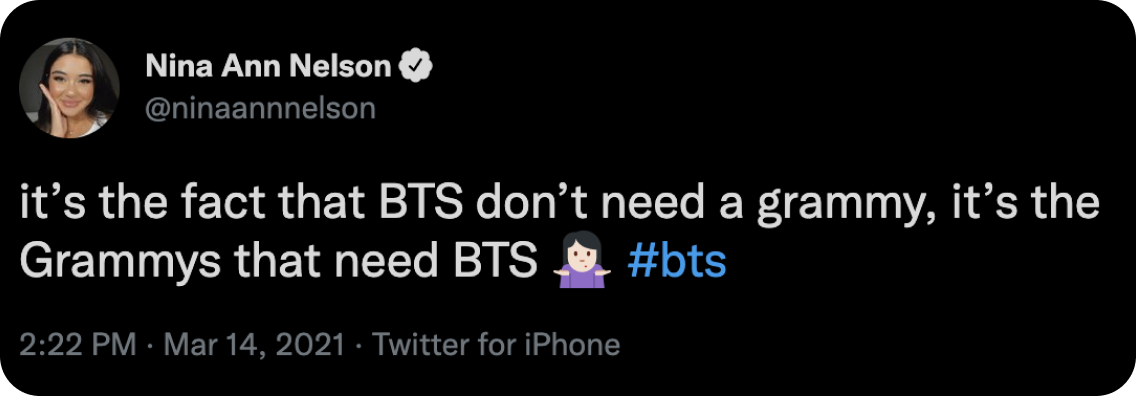 Nina Ann Nelson
@ninaannnelson
it’s the fact that BTS don’t need a grammy, it’s the
Grammys that need BTS 🤷🏻‍♀️ #bts
2:22 PM · Mar 14, 2021 · Twitter for iPhone